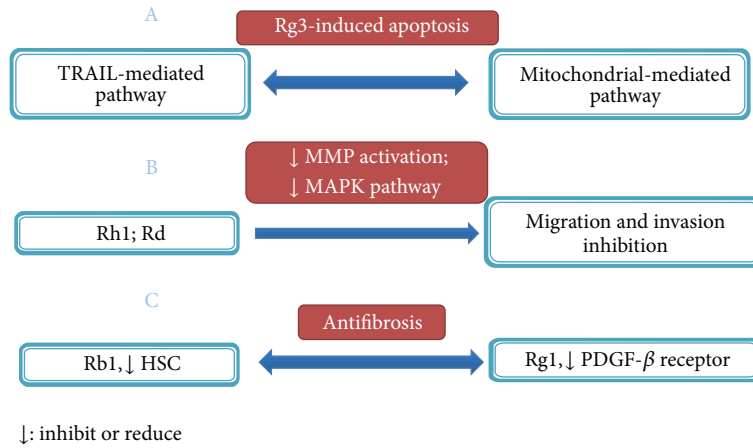 A
Rg3-induced apoptosis
TRAIL-mediated
pathway
Mitochondrial-mediated
pathway
B
↓ MMP activation;
↓ MAPK pathway
Rh1; Rd
Migration and invasion
inhibition
C
Antifibrosis
Rb1,↓ HSC
Rg1,↓ PDGF-β receptor
↓: inhibit or reduce